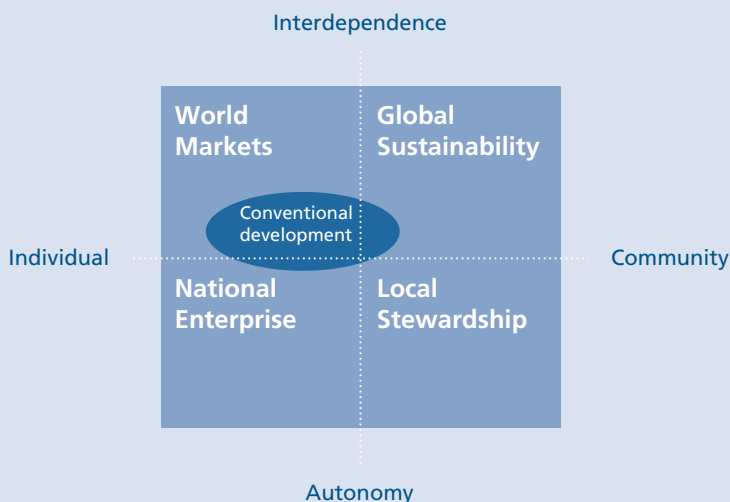 Interdependence
World
Markets
Global
Sustainability
Conventional
development
Individual
Community
National
Enterprise
Local
Stewardship
Autonomy